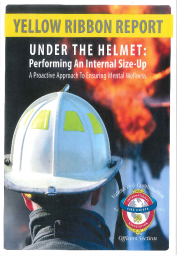 YELLOW RIBBON REPORT
UNDER THE HELMET:
Performing An Internal Size-Up
A Proactive Approach To Ensuring Mental Wellness
Officers Section